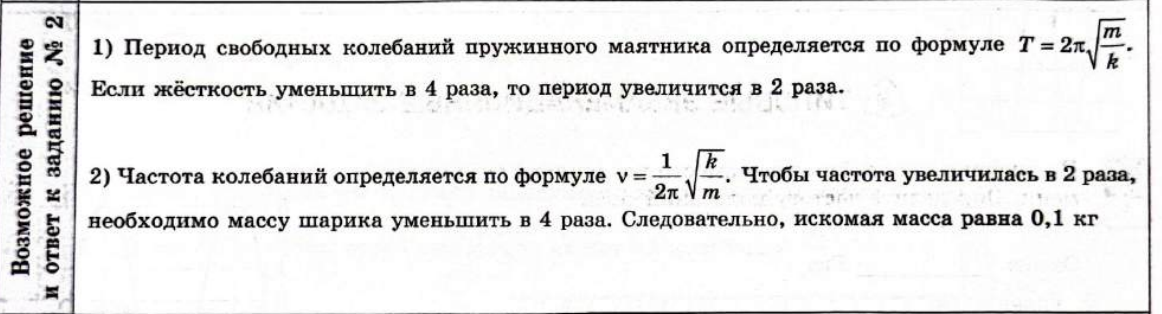 Возможное решение
и ответ к заданию № 2
1) Период свободных колебаний пружинного маятника определяется по формуле T = 2π√(m/k).
Если жёсткость уменьшить в 4 раза, то период увеличится в 2 раза.
2) Частота колебаний определяется по формуле ν = 1/2π √(k/m). Чтобы частота увеличилась в 2 раза,
необходимо массу шарика уменьшить в 4 раза. Следовательно, искомая масса равна 0,1 кг